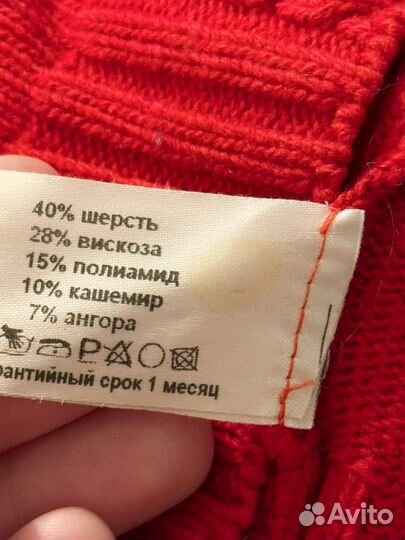 40% шерсть
28% вискоза
15% полиамид
10% кашемир
7% ангора
P
рантийный срок 1 месяц
Avito